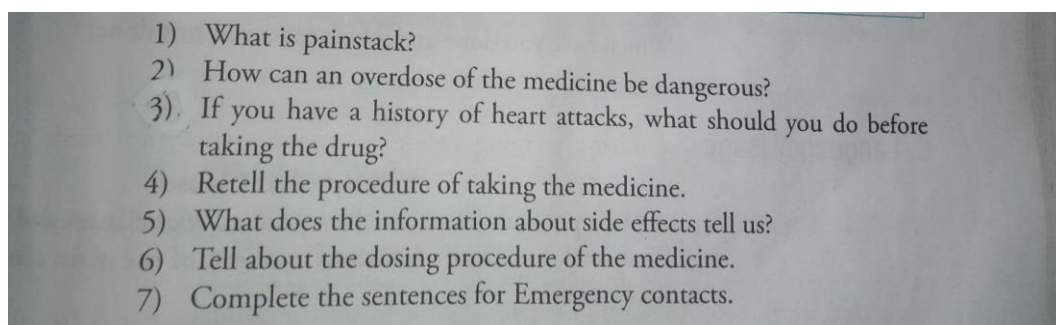 1) What is painstack?
2) How can an overdose of the medicine be dangerous?
3). If you have a history of heart attacks, what should you do before
taking the drug?
4) Retell the procedure of taking the medicine.
5) What does the information about side effects tell us?
6) Tell about the dosing procedure of the medicine.
7) Complete the sentences for Emergency contacts.